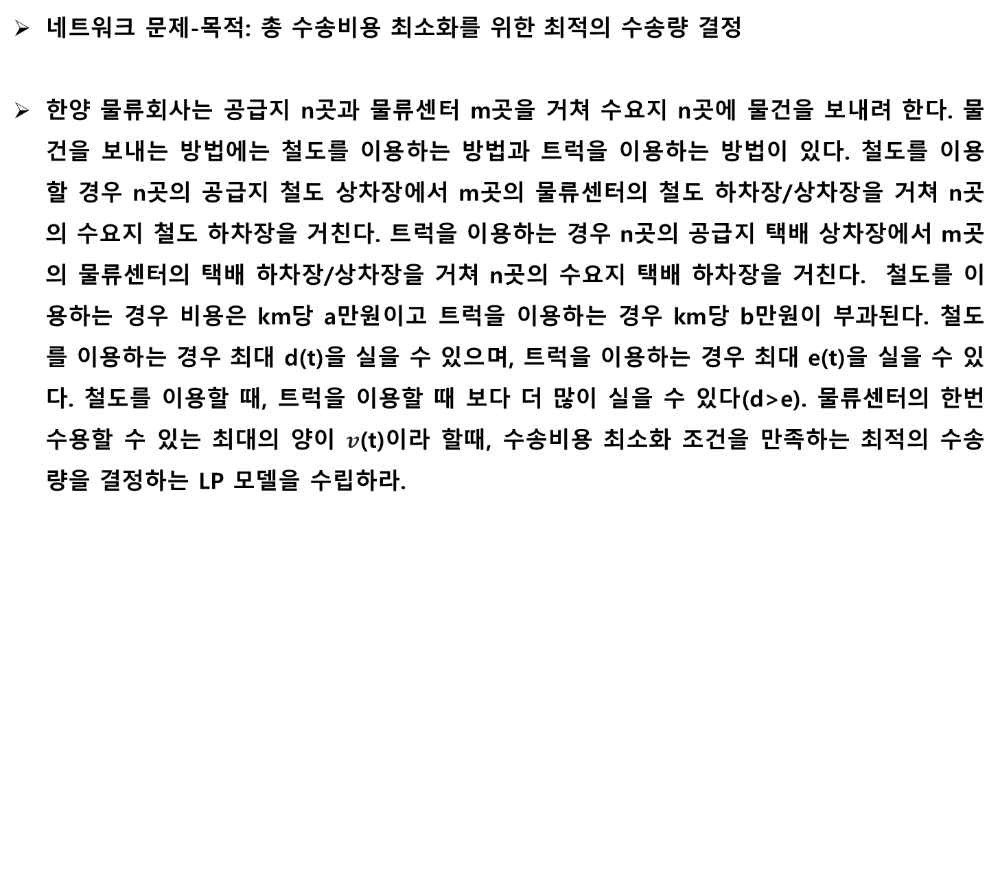 ➢ 네트워크 문제-목적: 총 수송비용 최소화를 위한 최적의 수송량 결정
➢ 한양 물류회사는 공급지 n곳과 물류센터 m곳을 거쳐 수요지 n곳에 물건을 보내려 한다. 물
건을 보내는 방법에는 철도를 이용하는 방법과 트럭을 이용하는 방법이 있다. 철도를 이용
할 경우 n곳의 공급지 철도 상차장에서 m곳의 물류센터의 철도 하차장/상차장을 거쳐 n곳
의 수요지 철도 하차장을 거친다. 트럭을 이용하는 경우 n곳의 공급지 택배 상차장에서 m곳
의 물류센터의 택배 하차장/상차장을 거쳐 n곳의 수요지 택배 하차장을 거친다. 철도를 이
용하는 경우 비용은 km당 a만원이고 트럭을 이용하는 경우 km당 b만원이 부과된다. 철도
를 이용하는 경우 최대 d(t)을 실을 수 있으며, 트럭을 이용하는 경우 최대 e(t)을 실을 수 있
다. 철도를 이용할 때, 트럭을 이용할 때 보다 더 많이 실을 수 있다(d>e). 물류센터의 한번
수용할 수 있는 최대의 양이 𝑣(t)이라 할때, 수송비용 최소화 조건을 만족하는 최적의 수송
량을 결정하는 LP 모델을 수립하라.